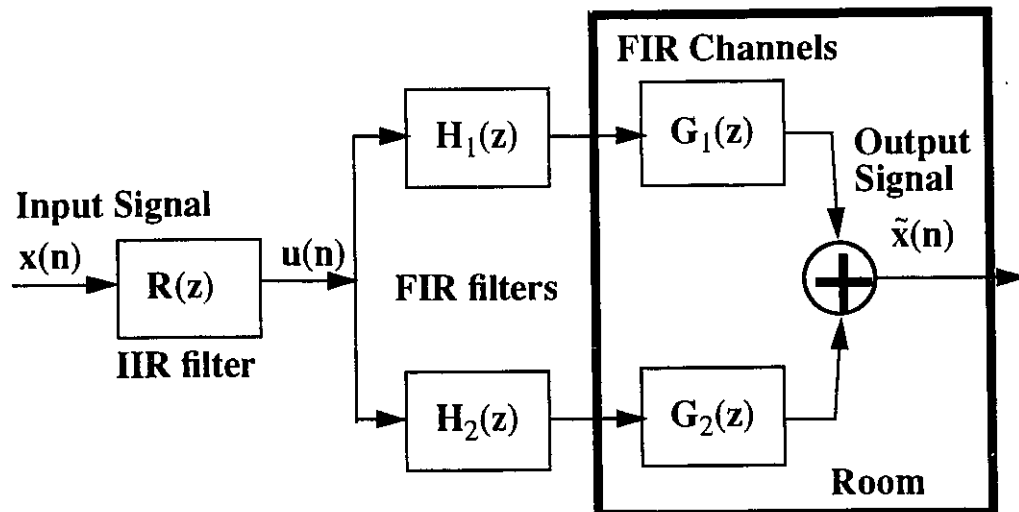 FIR Channels
H₁(z)
G₁(z)
Output
Signal
x̃(n)
Input Signal
x(n)
R(z)
u(n)
FIR filters
IIR filter
H₂(z)
G₂(z)
Room